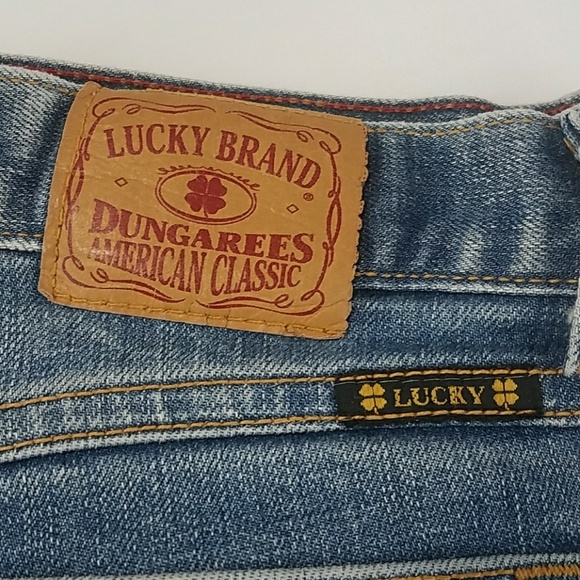 LUCKY BRAND
®
DUNGAREES
AMERICAN CLASSIC
LUCKY